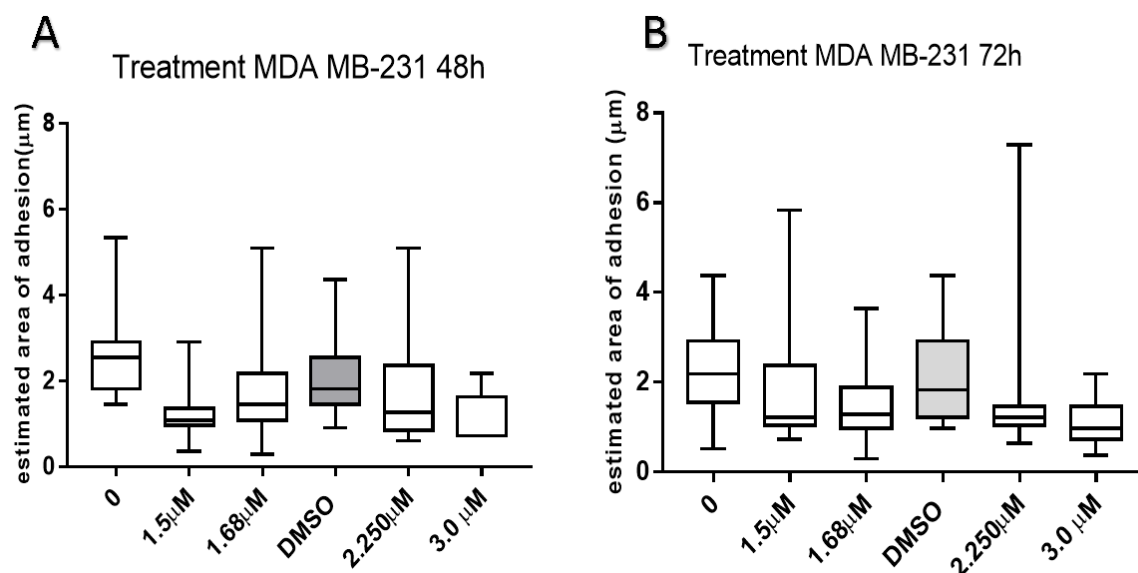 A
Treatment MDA MB-231 48h
estimated area of adhesion(μm)
8
6
4
2
0
0
1.5μM
1.68μM
DMSO
2.250μM
3.0 μM
B
Treatment MDA MB-231 72h
estimated area of adhesion (μm)
8
6
4
2
0
0
1.5μM
1.68μM
DMSO
2.250μM
3.0 μM